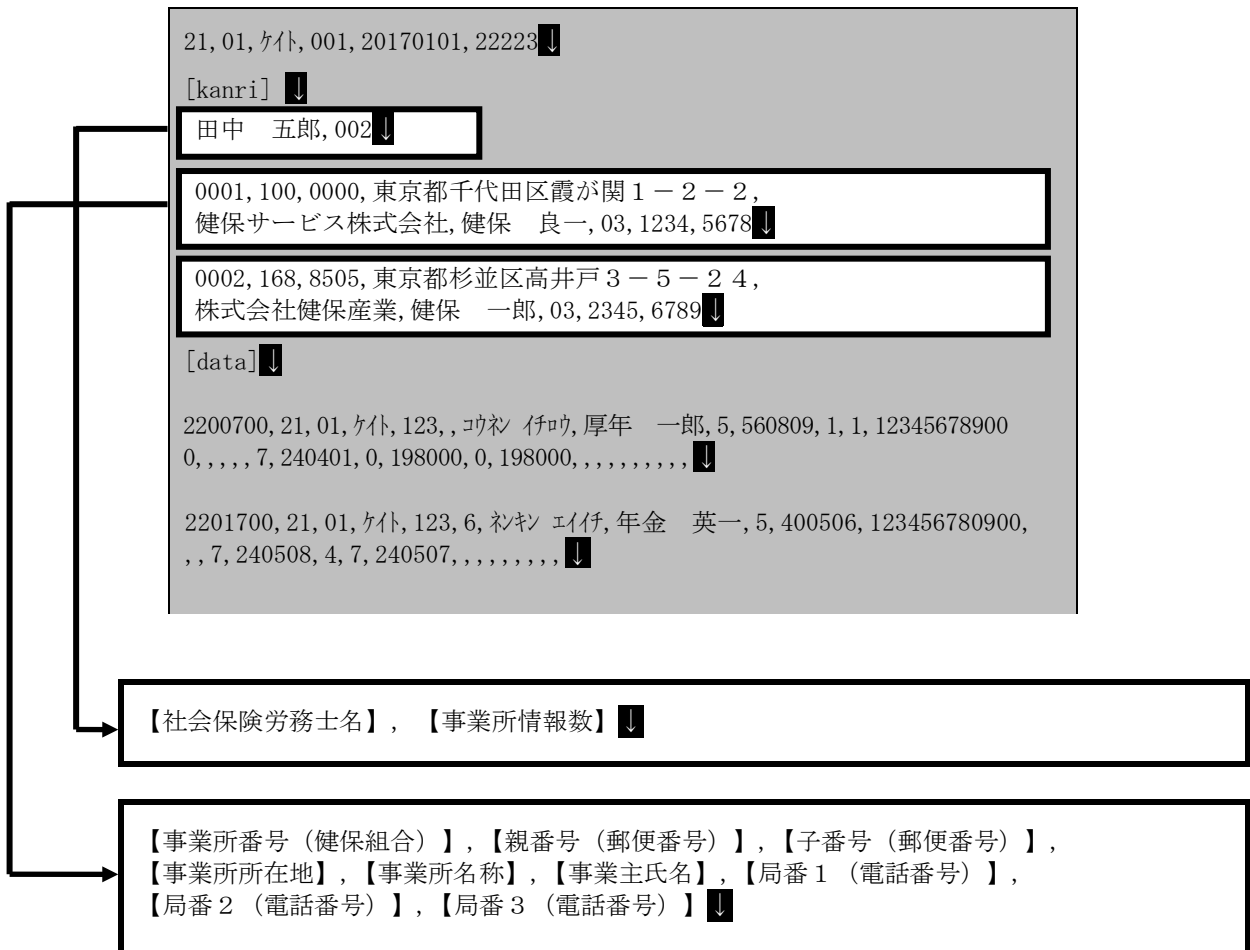 21,01,ｹｲﾄ,001,20170101,22223↓
[kanri] ↓
田中　五郎,002↓
0001,100,0000,東京都千代田区霞が関１－２－２,
健保サービス株式会社,健保　良一,03,1234,5678↓
0002,168,8505,東京都杉並区高井戸３－５－２４,
株式会社健保産業,健保　一郎,03,2345,6789↓
[data]↓
2200700,21,01,ｹｲﾄ,123,,ｺｳﾈﾝ ｲﾁﾛｳ,厚年　一郎,5,560809,1,1,12345678900
0,,,,,7,240401,0,198000,0,198000,,,,,,,,,,↓
2201700,21,01,ｹｲﾄ,123,6,ﾈﾝｷﾝ ｴｲｲﾁ,年金　英一,5,400506,123456780900,
,,7,240508,4,7,240507,,,,,,,,,↓
【社会保険労務士名】, 【事業所情報数】↓
【事業所番号（健保組合）】,【親番号（郵便番号）】,【子番号（郵便番号）】,
【事業所所在地】,【事業所名称】,【事業主氏名】,【局番１（電話番号）】,
【局番２（電話番号）】,【局番３（電話番号）】↓